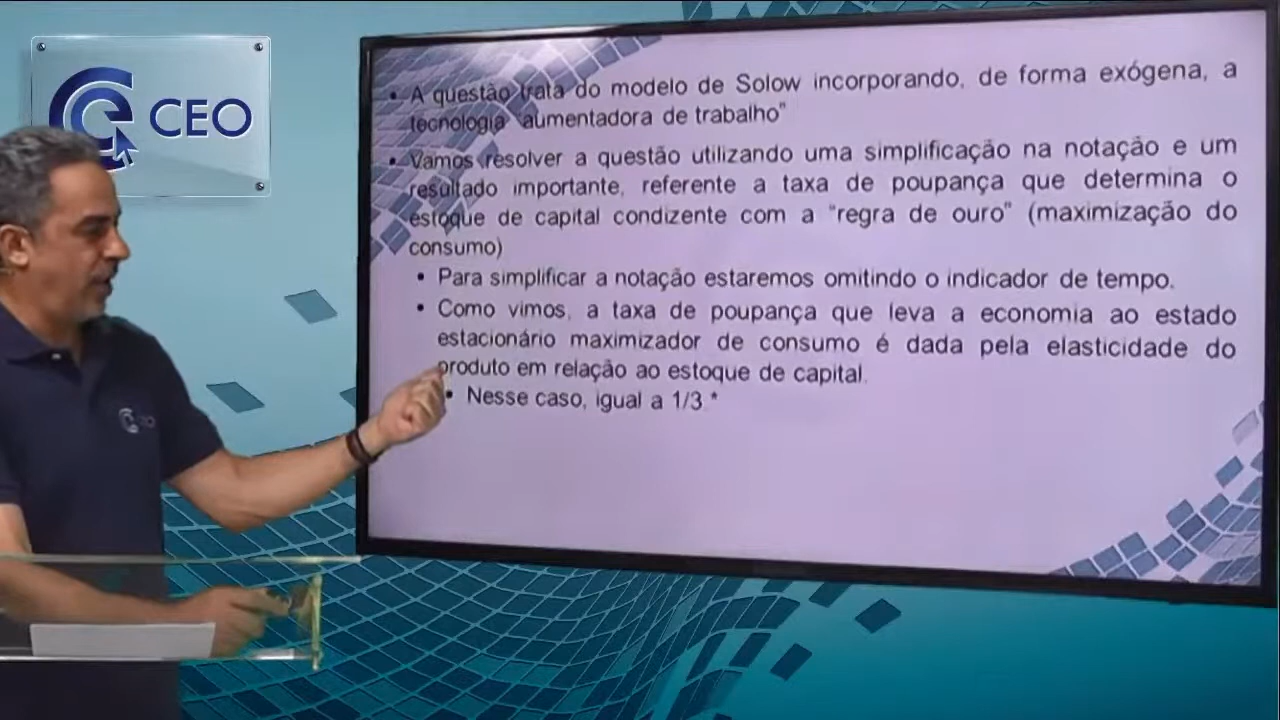 CEO
• A questão trata do modelo de Solow incorporando, de forma exógena, a
tecnologia "aumentadora de trabalho"
• Vamos resolver a questão utilizando uma simplificação na notação e um
resultado importante, referente a taxa de poupança que determina o
estoque de capital condizente com a "regra de ouro" (maximização do
consumo)
• Para simplificar a notação estaremos omitindo o indicador de tempo.
• Como vimos, a taxa de poupança que leva a economia ao estado
estacionário maximizador de consumo é dada pela elasticidade do
produto em relação ao estoque de capital.
• Nesse caso, igual a 1/3 *